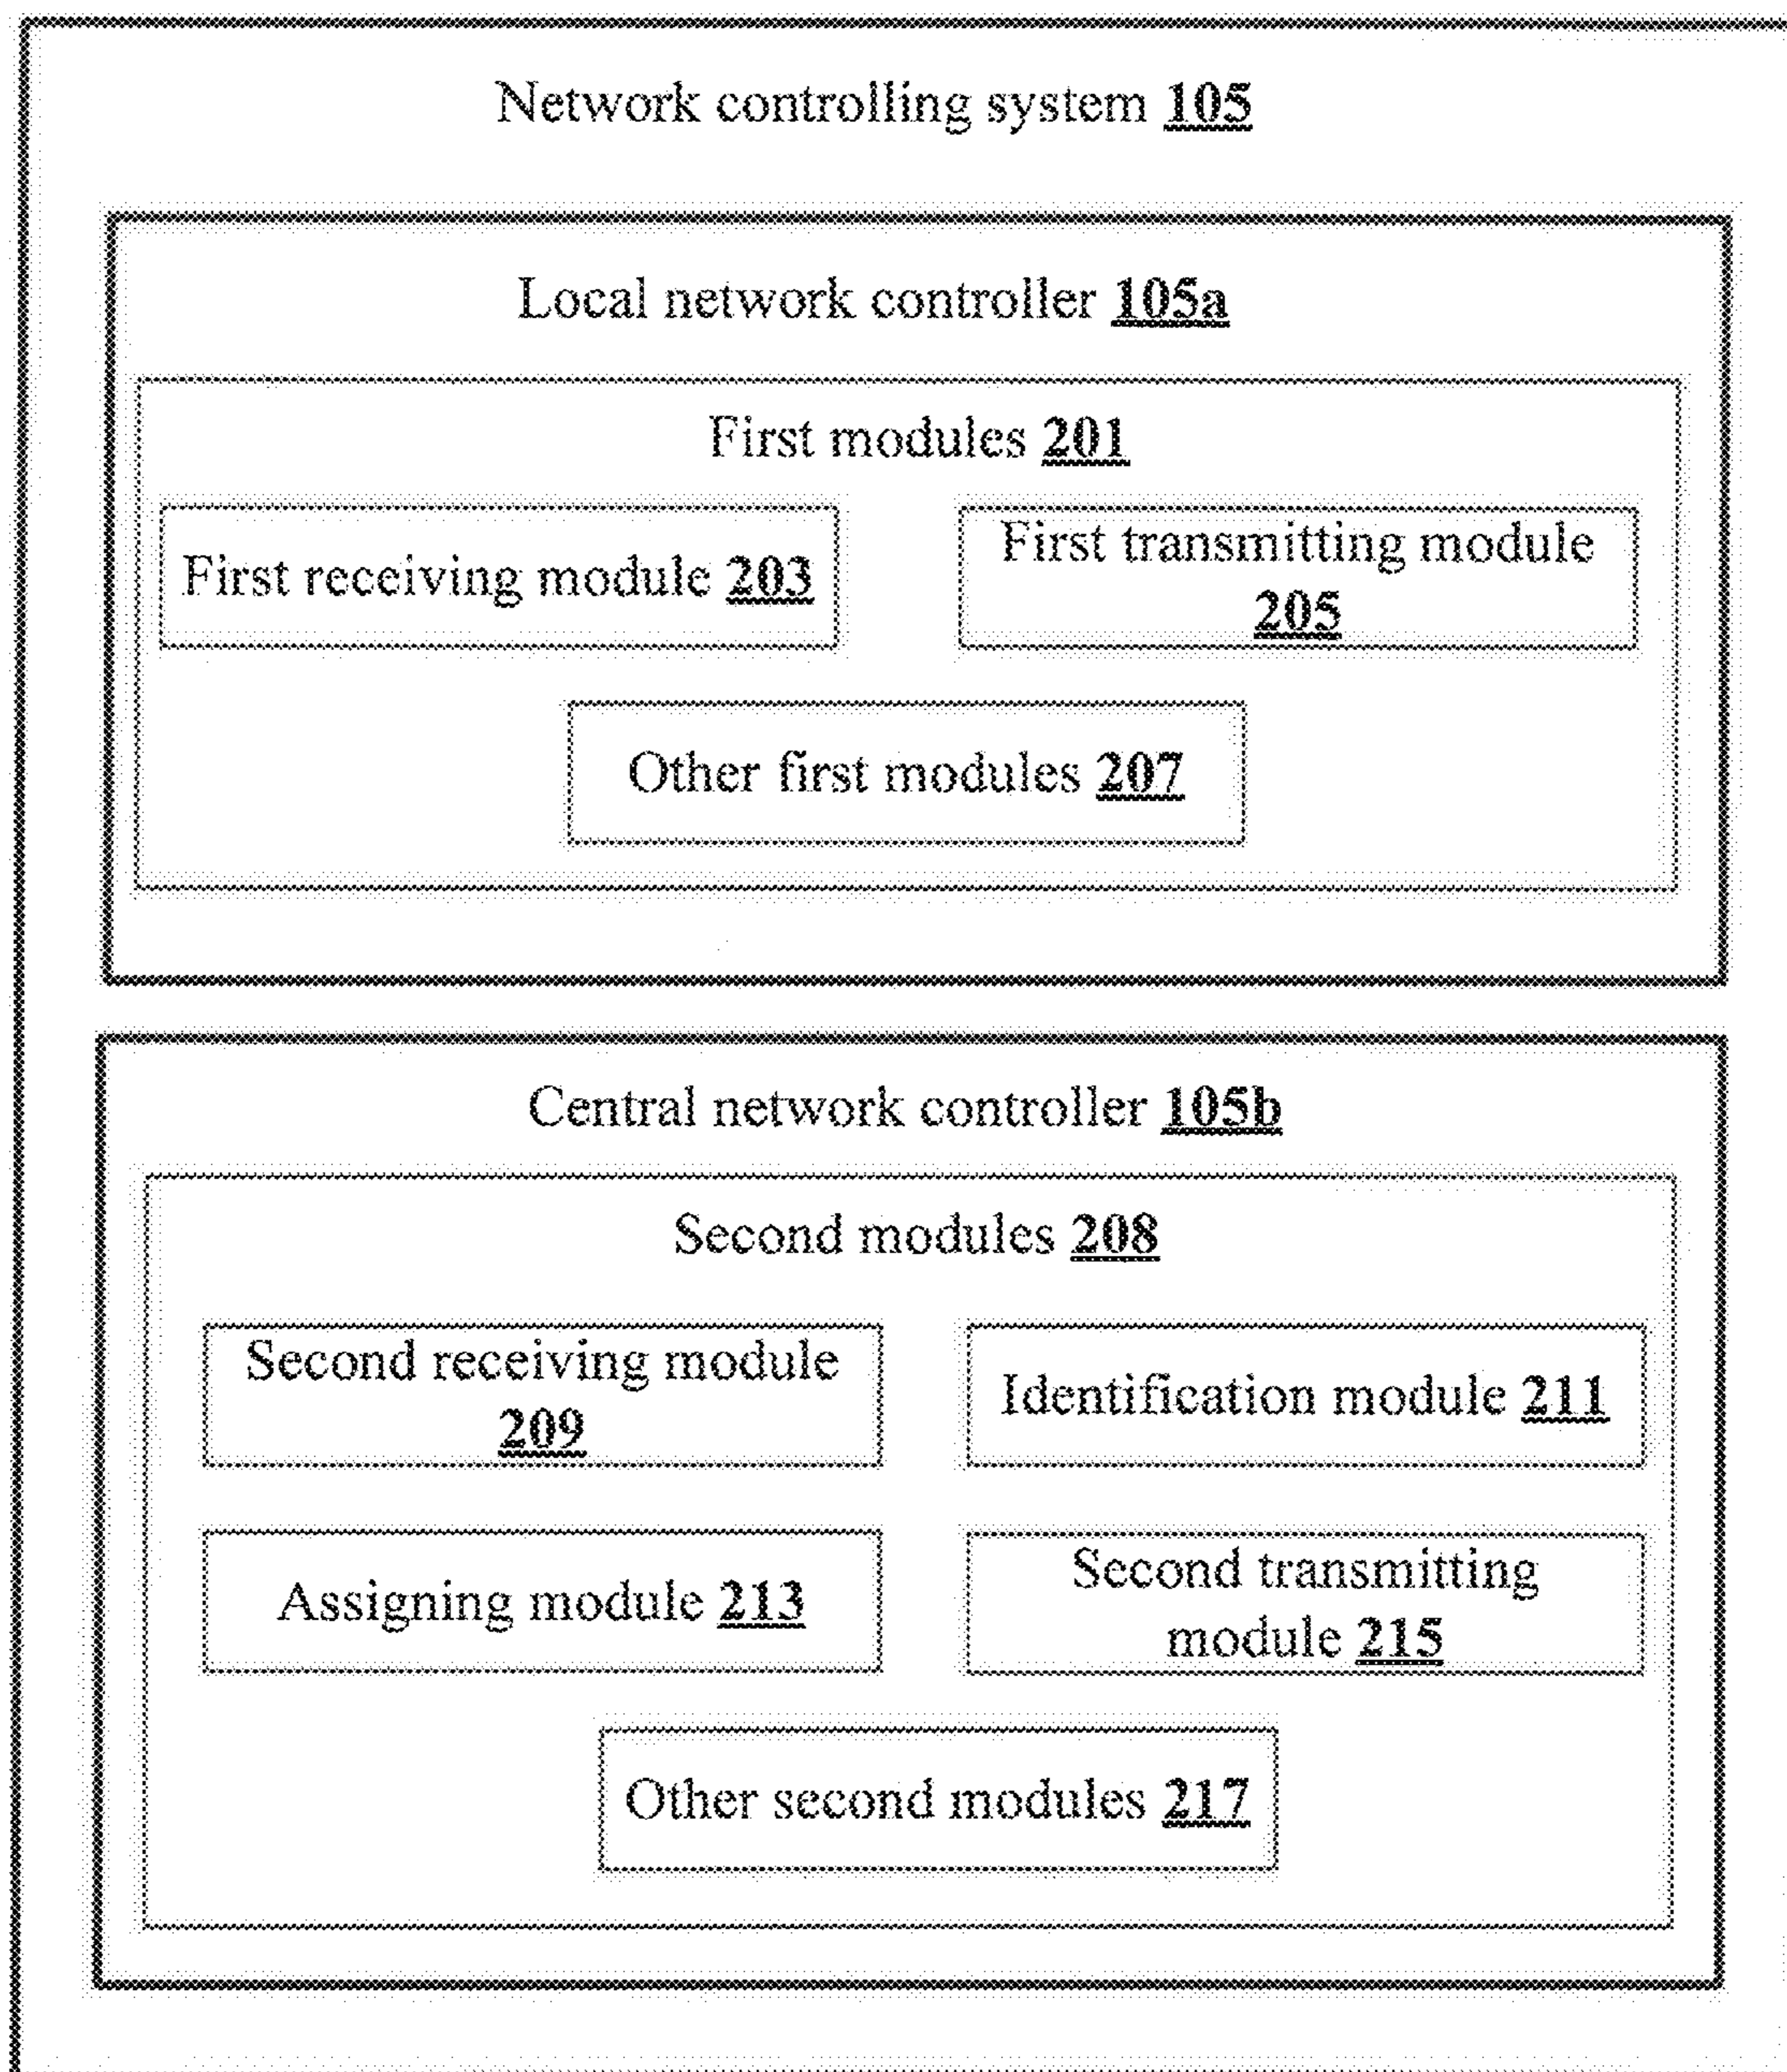 Network controlling system 105
Local network controller 105a
First modules 201
First receiving module 203
First transmitting module
205
Other first modules 207
Central network controller 105b
Second modules 208
Second receiving module
209
Identification module 211
Assigning module 213
Second transmitting
module 215
Other second modules 217